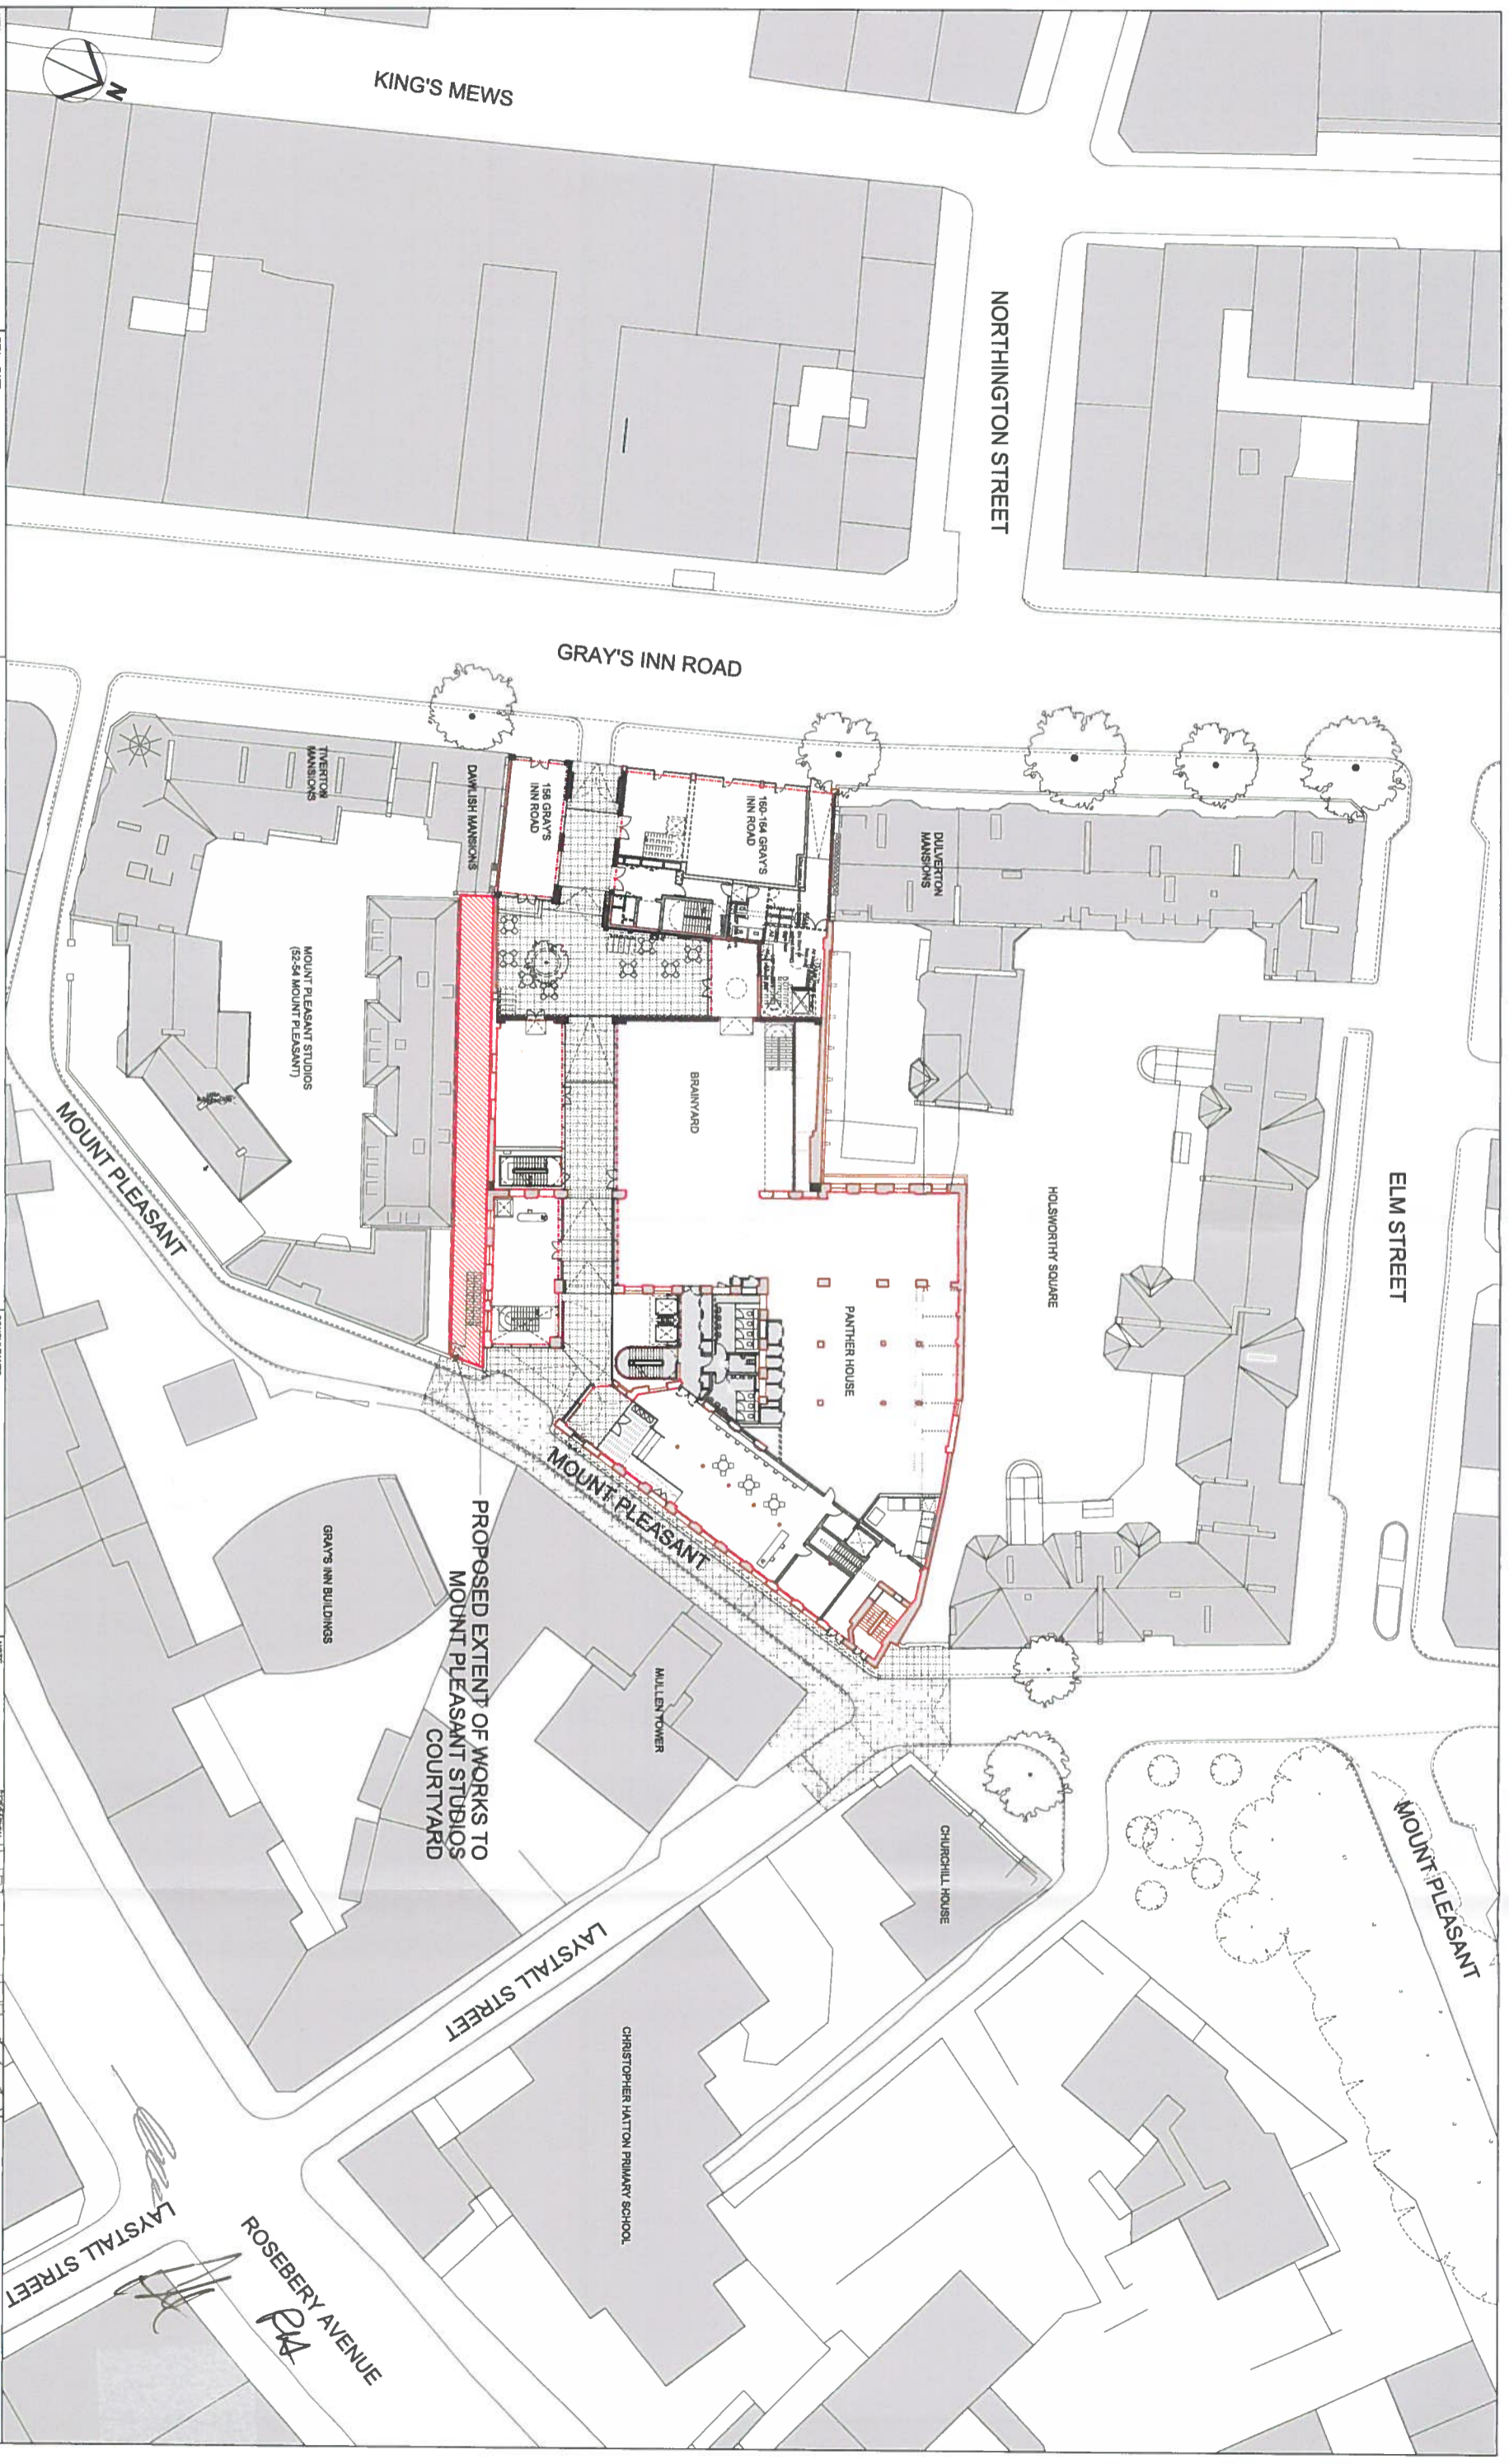 KING'S MEWS
N
NORTHINGTON STREET
GRAY'S INN ROAD
TIVERTON
MANSIONS
DAWLISH MANSIONS
156 GRAY'S
INN ROAD
160-164 GRAY'S
INN ROAD
DULVERTON
MANSIONS
MOUNT PLEASANT STUDIOS
(52-54 MOUNT PLEASANT)
BRAINYARD
HOLSWORTHY SQUARE
ELM STREET
MOUNT PLEASANT
PANTHER HOUSE
MOUNT PLEASANT
PROPOSED EXTENT OF WORKS TO
MOUNT PLEASANT STUDIOS
COURTYARD
GRAY'S INN BUILDINGS
MULLEN TOWER
CHURCHILL HOUSE
MOUNT PLEASANT
LAYSTALL STREET
CHRISTOPHER HATTON PRIMARY SCHOOL
LAYSTALL STREET
ROSEBERY AVENUE